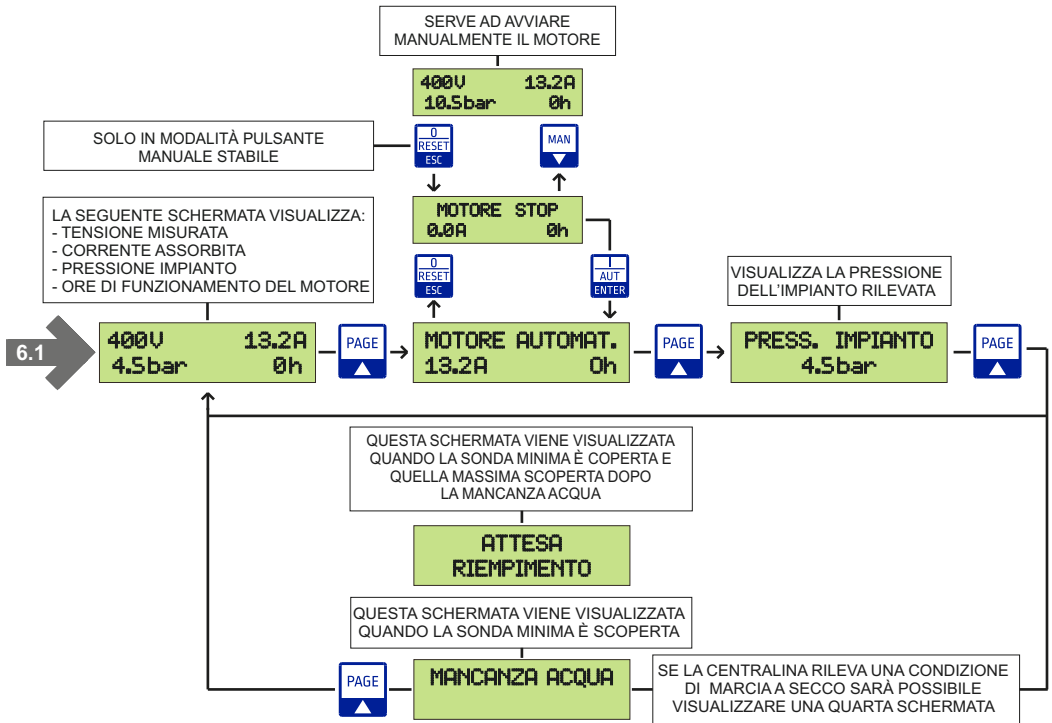 SERVE AD AVVIARE
MANUALMENTE IL MOTORE
400V 13.2A
10.5bar 0h
SOLO IN MODALITÀ PULSANTE
MANUALE STABILE
0
RESET
ESC
MAN
MOTORE STOP
0.0A 0h
LA SEGUENTE SCHERMATA VISUALIZZA:
- TENSIONE MISURATA
- CORRENTE ASSORBITA
- PRESSIONE IMPIANTO
- ORE DI FUNZIONAMENTO DEL MOTORE
0
RESET
ESC
I
AUT
ENTER
VISUALIZZA LA PRESSIONE
DELL'IMPIANTO RILEVATA
6.1
400V 13.2A
4.5bar 0h
PAGE
MOTORE AUTOMAT.
13.2A Oh
PAGE
PRESS. IMPIANTO
4.5bar
PAGE
QUESTA SCHERMATA VIENE VISUALIZZATA
QUANDO LA SONDA MINIMA È COPERTA E
QUELLA MASSIMA SCOPERTA DOPO
LA MANCANZA ACQUA
ATTESA
RIEMPIMENTO
QUESTA SCHERMATA VIENE VISUALIZZATA
QUANDO LA SONDA MINIMA È SCOPERTA
PAGE
MANCANZA ACQUA
SE LA CENTRALINA RILEVA UNA CONDIZIONE
DI MARCIA A SECCO SARÀ POSSIBILE
VISUALIZZARE UNA QUARTA SCHERMATA